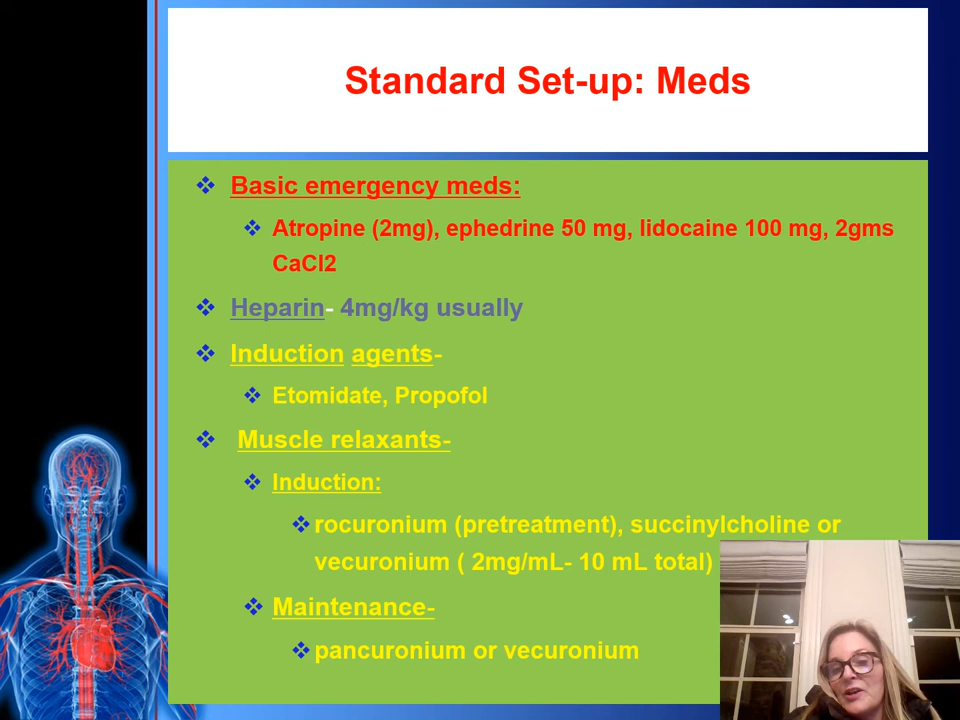 Standard Set-up: Meds
Basic emergency meds:
Atropine (2mg), ephedrine 50 mg, lidocaine 100 mg, 2gms
CaCl2
Heparin- 4mg/kg usually
Induction agents-
Etomidate, Propofol
Muscle relaxants-
Induction:
rocuronium (pretreatment), succinylcholine or
vecuronium ( 2mg/mL- 10 mL total)
Maintenance-
pancuronium or vecuronium